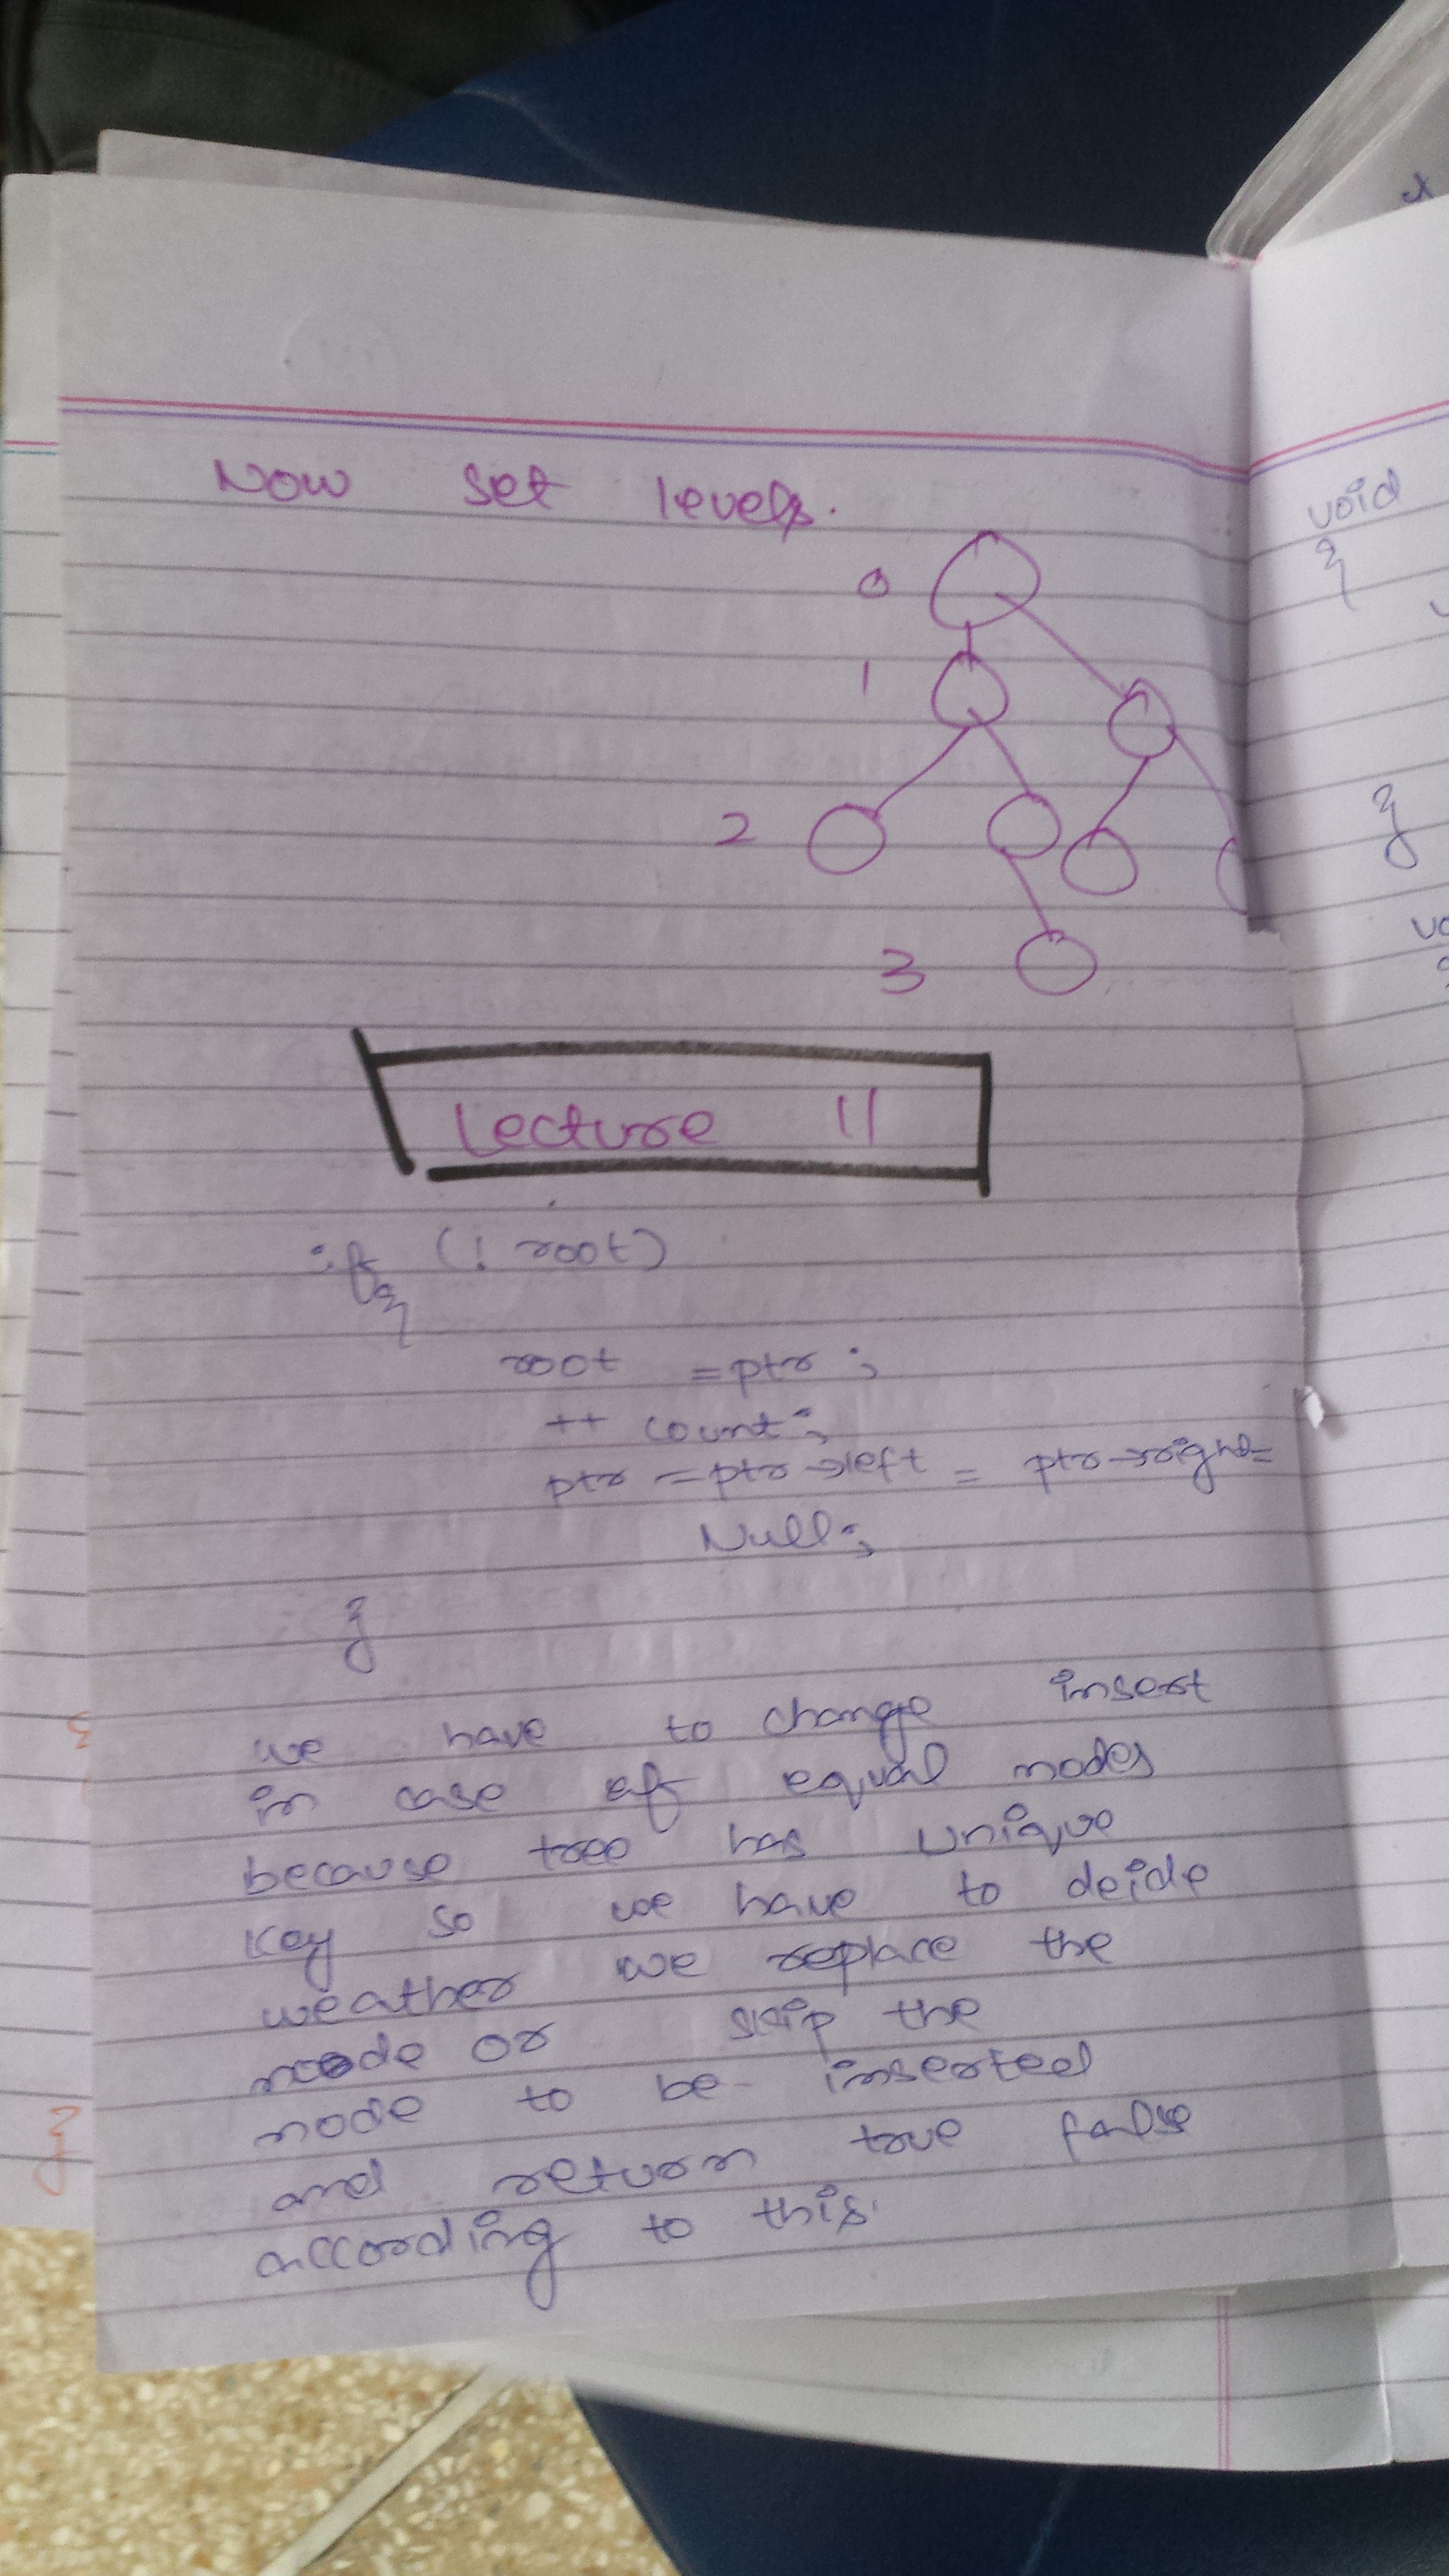 Now set levels.
0
1
2
3
Lecture 11
if (! root)
{
root = ptr ;
++ count ;
ptr = ptr → left = ptr → right =
Null ;
}
we have to change insert
in case of equal nodes
because tree has unique
key so we have to deide
weather we replace the
node or skip the
node to be inserted
and return true false
according to this.
void
{
}